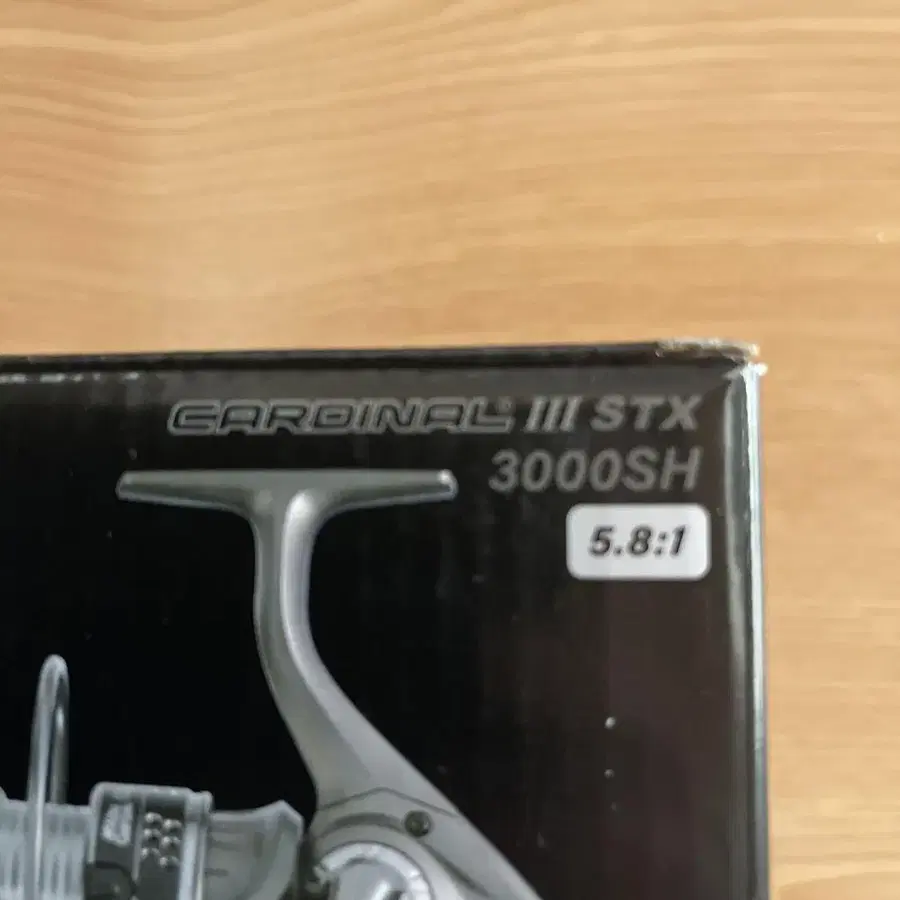 CARDINAL® III STX
3000SH
5.8:1